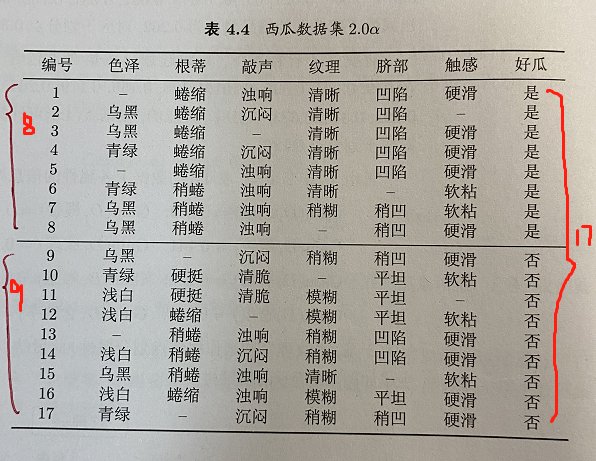 表 4.4 西瓜数据集 2.0α
编号 色泽 根蒂 敲声 纹理 脐部 触感 好瓜
1 – 蜷缩 浊响 清晰 凹陷 硬滑 是
2 乌黑 蜷缩 沉闷 清晰 凹陷 – 是
3 乌黑 蜷缩 – 清晰 凹陷 硬滑 是
4 青绿 蜷缩 沉闷 清晰 凹陷 硬滑 是
5 – 蜷缩 浊响 清晰 凹陷 硬滑 是
6 青绿 稍蜷 浊响 清晰 – 软粘 是
7 乌黑 稍蜷 浊响 稍糊 稍凹 软粘 是
8 乌黑 稍蜷 浊响 – 稍凹 硬滑 是
8
17
9 乌黑 – 沉闷 稍糊 稍凹 硬滑 否
10 青绿 硬挺 清脆 – 平坦 软粘 否
11 浅白 硬挺 清脆 模糊 平坦 – 否
12 浅白 蜷缩 – 模糊 平坦 软粘 否
13 – 稍蜷 浊响 稍糊 凹陷 硬滑 否
14 浅白 稍蜷 沉闷 稍糊 凹陷 硬滑 否
15 乌黑 稍蜷 浊响 清晰 – 软粘 否
16 浅白 蜷缩 浊响 模糊 平坦 硬滑 否
17 青绿 – 沉闷 稍糊 稍凹 硬滑 否
9